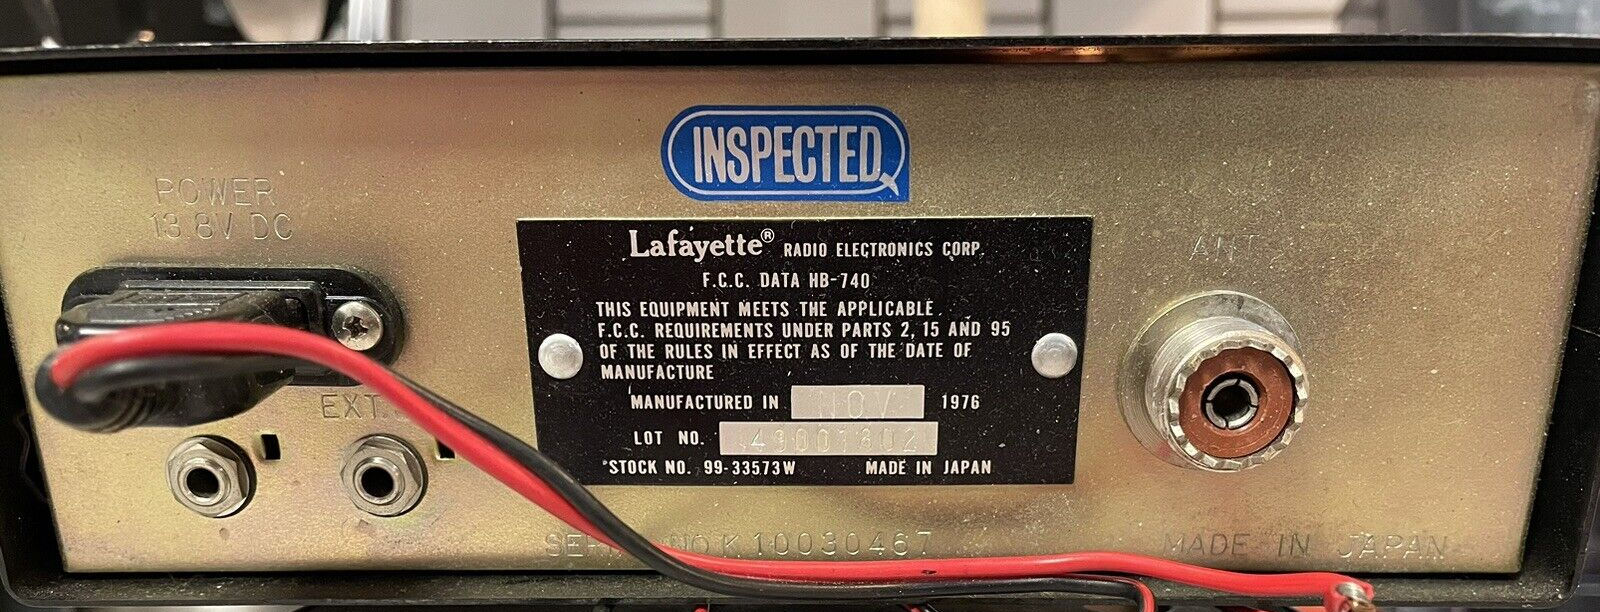 INSPECTED
POWER
13.8V DC
Lafayette® RADIO ELECTRONICS CORP.
F.C.C. DATA HB-740
THIS EQUIPMENT MEETS THE APPLICABLE
F.C.C. REQUIREMENTS UNDER PARTS 2, 15 AND 95
OF THE RULES IN EFFECT AS OF THE DATE OF
MANUFACTURE
MANUFACTURED IN NOV 1976
LOT NO.
STOCK NO. 99-33573W MADE IN JAPAN
ANT
EXT.
NO. K 10030467
MADE IN JAPAN